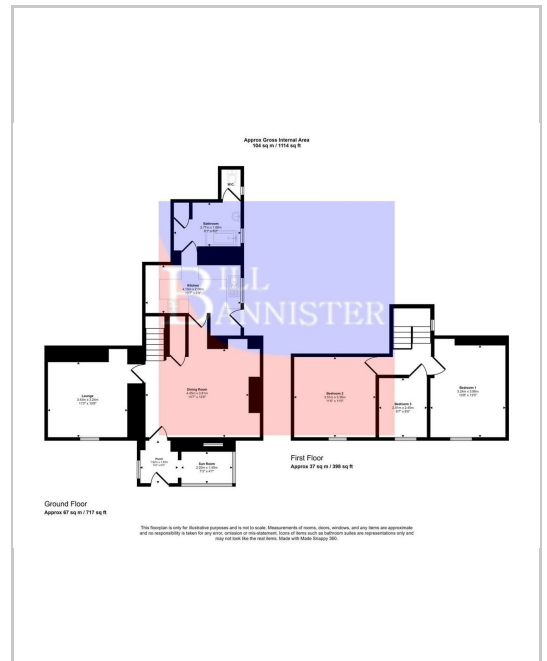 Approx Gross Internal Area
104 sq m / 1114 sq ft
W.C.
Bathroom
Kitchen
BILL
BANNISTER
Dining Room
Lounge
Bedroom 2
Bedroom 3
Bedroom 1
Porch
Sun Room
First Floor
Approx 37 sq m / 398 sq ft
Ground Floor
Approx 67 sq m / 717 sq ft
This floorplan is only for illustrative purposes and is not to scale. Measurements of rooms, doors, windows, and any items are approximate
and no responsibility is taken for any error, omission or mis-statement. Icons of items such as bathroom suites are representations only and
may not look like the real items. Made with Made Snappy 360.